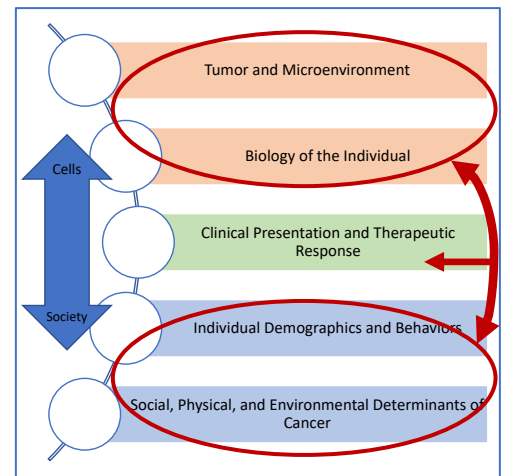 Tumor and Microenvironment
Biology of the Individual
Cells
Clinical Presentation and Therapeutic
Response
Society
Individual Demographics and Behaviors
Social, Physical, and Environmental Determinants of
Cancer